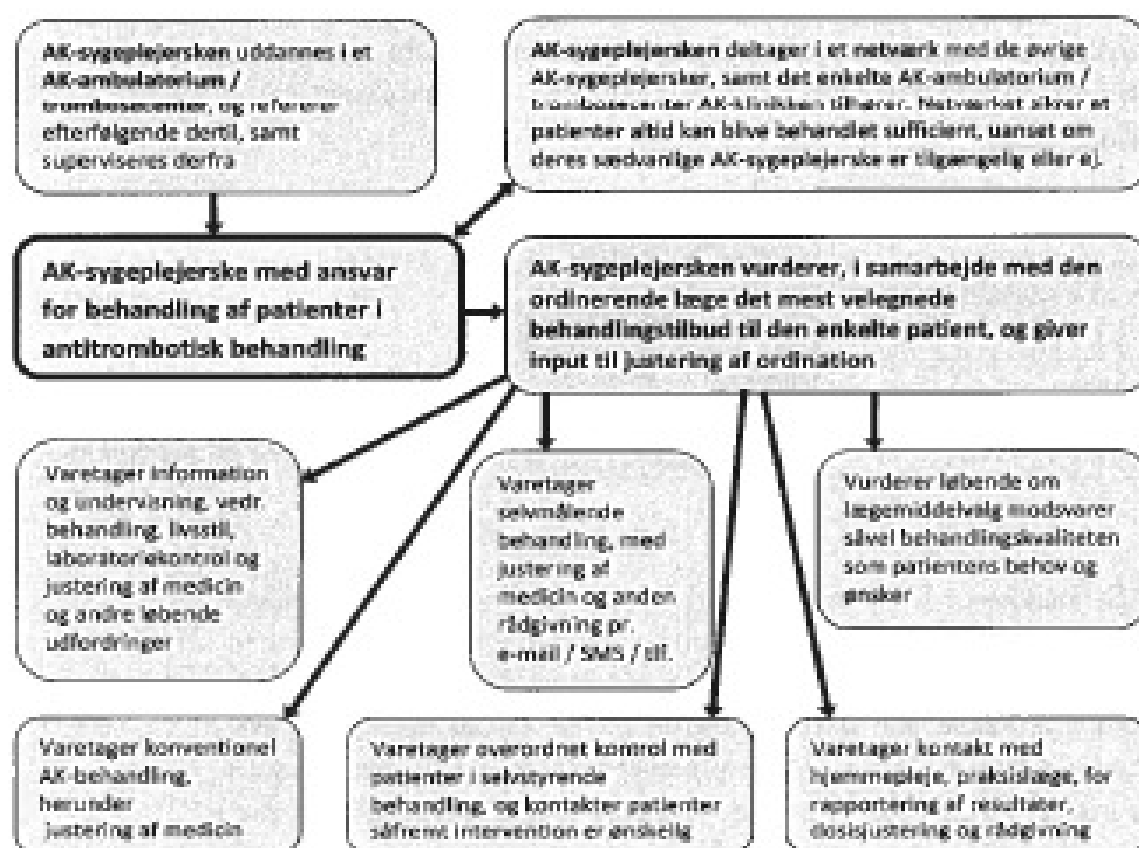 AK-sygeplejersken uddannes i et
AK-ambulatorium /
trombosecenter, og refererer
efterfølgende dertil, samt
superviseres derfra
AK-sygeplejersken deltager i et netværk med de øvrige
AK-sygeplejersker, samt det enkelte AK-ambulatorium /
trombosecenter AK-klinikken tilhører. Netværket sikrer at
patienter altid kan blive behandlet sufficient, uanset om
deres sædvanlige AK-sygeplejerske er tilgængelig eller ej.
AK-sygeplejerske med ansvar
for behandling af patienter i
antitrombotisk behandling
AK-sygeplejersken vurderer, i samarbejde med den
ordinerende læge det mest velegnede
behandlingstilbud til den enkelte patient, og giver
input til justering af ordination
Varetager information
og undervisning, vedr.
behandling, livsstil,
laboratoriekontrol og
justering af medicin
og andre løbende
udfordringer
Varetager
selvmålende
behandling, med
justering af
medicin og anden
rådgivning pr.
e-mail / SMS / tlf.
Vurderer løbende om
lægemiddelvalg modsvarer
såvel behandlingskvaliteten
som patientens behov og
ønsker
Varetager konventionel
AK-behandling,
herunder
justering af medicin
Varetager overordnet kontrol med
patienter i selvstyrende
behandling, og kontakter patienter
såfremt intervention er ønskelig
Varetager kontakt med
hjemmepleje, praksislæge, for
rapportering af resultater,
dosisjustering og rådgivning